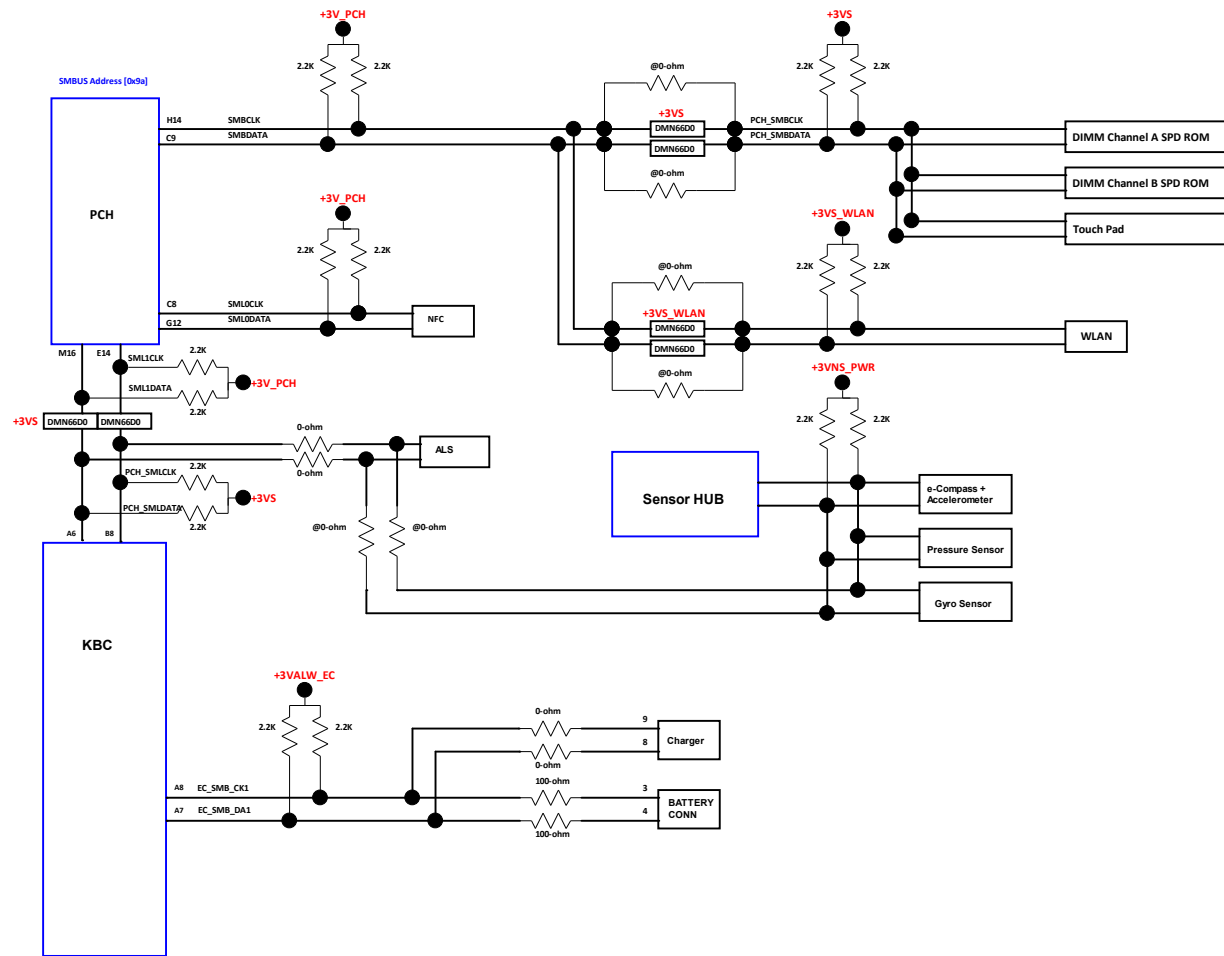 +3V_PCH
+3VS
2.2K
2.2K
2.2K
2.2K
@0-ohm
SMBUS Address [0x9a]
+3VS
H14
SMBCLK
DMN66D0
PCH_SMBCLK
C9
SMBDATA
DMN66D0
PCH_SMBDATA
DIMM Channel A SPD ROM
@0-ohm
DIMM Channel B SPD ROM
PCH
+3V_PCH
+3VS_WLAN
Touch Pad
2.2K
2.2K
2.2K
2.2K
@0-ohm
C8
SML0CLK
G12
SML0DATA
NFC
+3VS_WLAN
DMN66D0
DMN66D0
WLAN
M16
E14
SML1CLK
2.2K
+3V_PCH
SML1DATA
2.2K
@0-ohm
+3VNS_PWR
2.2K
2.2K
+3VS
DMN66D0
DMN66D0
0-ohm
0-ohm
ALS
PCH_SMLCLK
2.2K
+3VS
PCH_SMLDATA
2.2K
Sensor HUB
e-Compass +
Accelerometer
A6
B8
@0-ohm
@0-ohm
Pressure Sensor
Gyro Sensor
KBC
+3VALW_EC
2.2K
2.2K
0-ohm
9
8
Charger
0-ohm
A8
EC_SMB_CK1
100-ohm
3
A7
EC_SMB_DA1
4
BATTERY
CONN
100-ohm